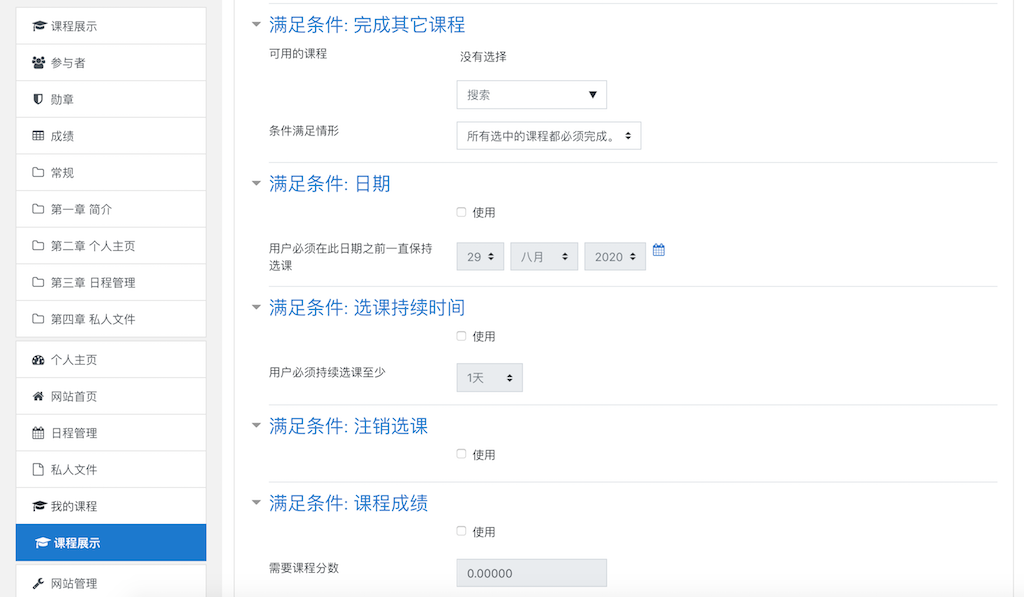 课程展示
参与者
勋章
成绩
常规
第一章 简介
第二章 个人主页
第三章 日程管理
第四章 私人文件
个人主页
网站首页
日程管理
私人文件
我的课程
课程展示
网站管理
满足条件: 完成其它课程
可用的课程
没有选择
搜索
条件满足情形
所有选中的课程都必须完成。
满足条件: 日期
使用
用户必须在此日期之前一直保持
选课
29 八月 2020
满足条件: 选课持续时间
使用
用户必须持续选课至少
1天
满足条件: 注销选课
使用
满足条件: 课程成绩
使用
需要课程分数
0.00000